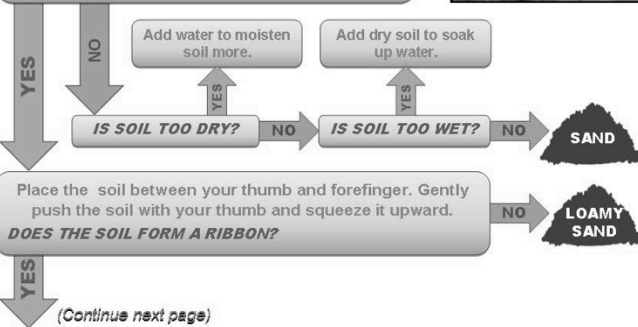 YES
NO
Add water to moisten
soil more.
Add dry soil to soak
up water.
YES
YES
IS SOIL TOO DRY?
NO
IS SOIL TOO WET?
NO
SAND
Place the soil between your thumb and forefinger. Gently
push the soil with your thumb and squeeze it upward.
DOES THE SOIL FORM A RIBBON?
NO
LOAMY
SAND
YES
(Continue next page)